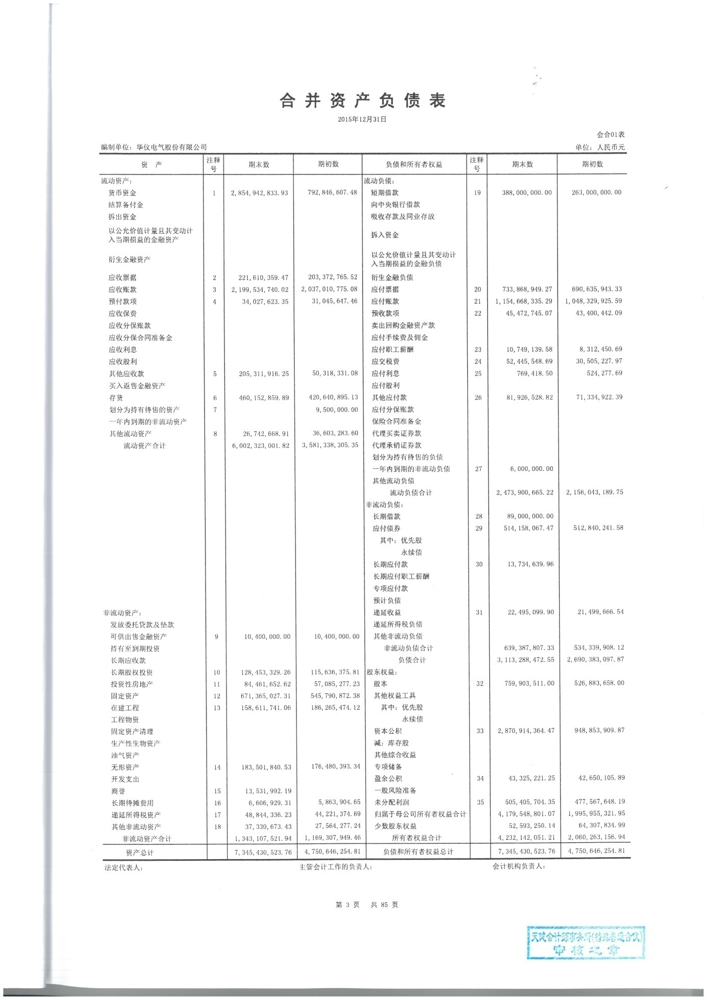 合并资产负债表
2015年12月31日
会合01表
编制单位：华仪电气股份有限公司 单位：人民币元
资 产 注释号 期末数 期初数 负债和所有者权益 注释号 期末数 期初数
流动资产： 流动负债：
货币资金 1 2,854,942,833.93 792,846,607.48 短期借款 19 388,000,000.00 263,000,000.00
结算备付金 向中央银行借款
拆出资金 吸收存款及同业存放
以公允价值计量且其变动计入当期损益的金融资产 拆入资金
衍生金融资产 以公允价值计量且其变动计入当期损益的金融负债
应收票据 2 221,610,359.47 203,372,765.52 衍生金融负债
应收账款 3 2,199,534,740.02 2,037,010,775.08 应付票据 20 733,868,949.27 690,635,943.33
预付款项 4 34,027,623.35 31,045,647.46 应付账款 21 1,154,668,335.29 1,048,329,925.59
应收保费 预收款项 22 45,472,745.07 43,400,442.09
应收分保账款 卖出回购金融资产款
应收分保合同准备金 应付手续费及佣金
应收利息 应付职工薪酬 23 10,749,139.58 8,312,450.69
应收股利 应交税费 24 52,445,548.69 30,505,227.97
其他应收款 5 205,311,916.25 50,318,331.08 应付利息 25 769,418.50 524,277.69
买入返售金融资产 应付股利
存货 6 460,152,859.89 420,640,895.13 其他应付款 26 81,926,528.82 71,334,922.39
划分为持有待售的资产 7 9,500,000.00 应付分保账款
一年内到期的非流动资产 保险合同准备金
其他流动资产 8 26,742,668.91 36,603,283.60 代理买卖证券款
流动资产合计 6,002,323,001.82 3,581,338,305.35 代理承销证券款
划分为持有待售的负债
一年内到期的非流动负债 27 6,000,000.00
其他流动负债
流动负债合计 2,473,900,665.22 2,156,043,189.75
非流动负债：
长期借款 28 89,000,000.00
应付债券 29 514,158,067.47 512,840,241.58
其中：优先股
永续债
长期应付款 30 13,734,639.96
长期应付职工薪酬
专项应付款
预计负债
非流动资产： 递延收益 31 22,495,099.90 21,499,666.54
发放委托贷款及垫款 递延所得税负债
可供出售金融资产 9 10,400,000.00 10,400,000.00 其他非流动负债
持有至到期投资 非流动负债合计 639,387,807.33 534,339,908.12
长期应收款 负债合计 3,113,288,472.55 2,690,383,097.87
长期股权投资 10 128,453,329.26 115,636,375.81 股东权益：
投资性房地产 11 84,461,652.62 57,085,277.23 股本 32 759,903,511.00 526,883,658.00
固定资产 12 671,365,027.31 545,790,872.38 其他权益工具
在建工程 13 158,611,741.06 186,265,474.12 其中：优先股
工程物资 永续债
固定资产清理 资本公积 33 2,870,914,364.47 948,853,909.87
生产性生物资产 减：库存股
油气资产 其他综合收益
无形资产 14 183,501,840.53 176,480,393.34 专项储备
开发支出 盈余公积 34 43,325,221.25 42,650,105.89
商誉 15 13,531,992.19 一般风险准备
长期待摊费用 16 6,606,929.31 5,863,904.65 未分配利润 35 505,405,704.35 477,567,648.19
递延所得税资产 17 48,844,336.23 44,221,374.69 归属于母公司所有者权益合计 4,179,548,801.07 1,995,955,321.95
其他非流动资产 18 37,330,673.43 27,564,277.24 少数股东权益 52,593,250.14 64,307,834.99
非流动资产合计 1,343,107,521.94 1,169,307,949.46 所有者权益合计 4,232,142,051.21 2,060,263,156.94
资产总计 7,345,430,523.76 4,750,646,254.81 负债和所有者权益总计 7,345,430,523.76 4,750,646,254.81
法定代表人： 主管会计工作的负责人： 会计机构负责人：
第 3 页 共 85 页
天健会计师事务所(特殊普通合伙)
审核之章